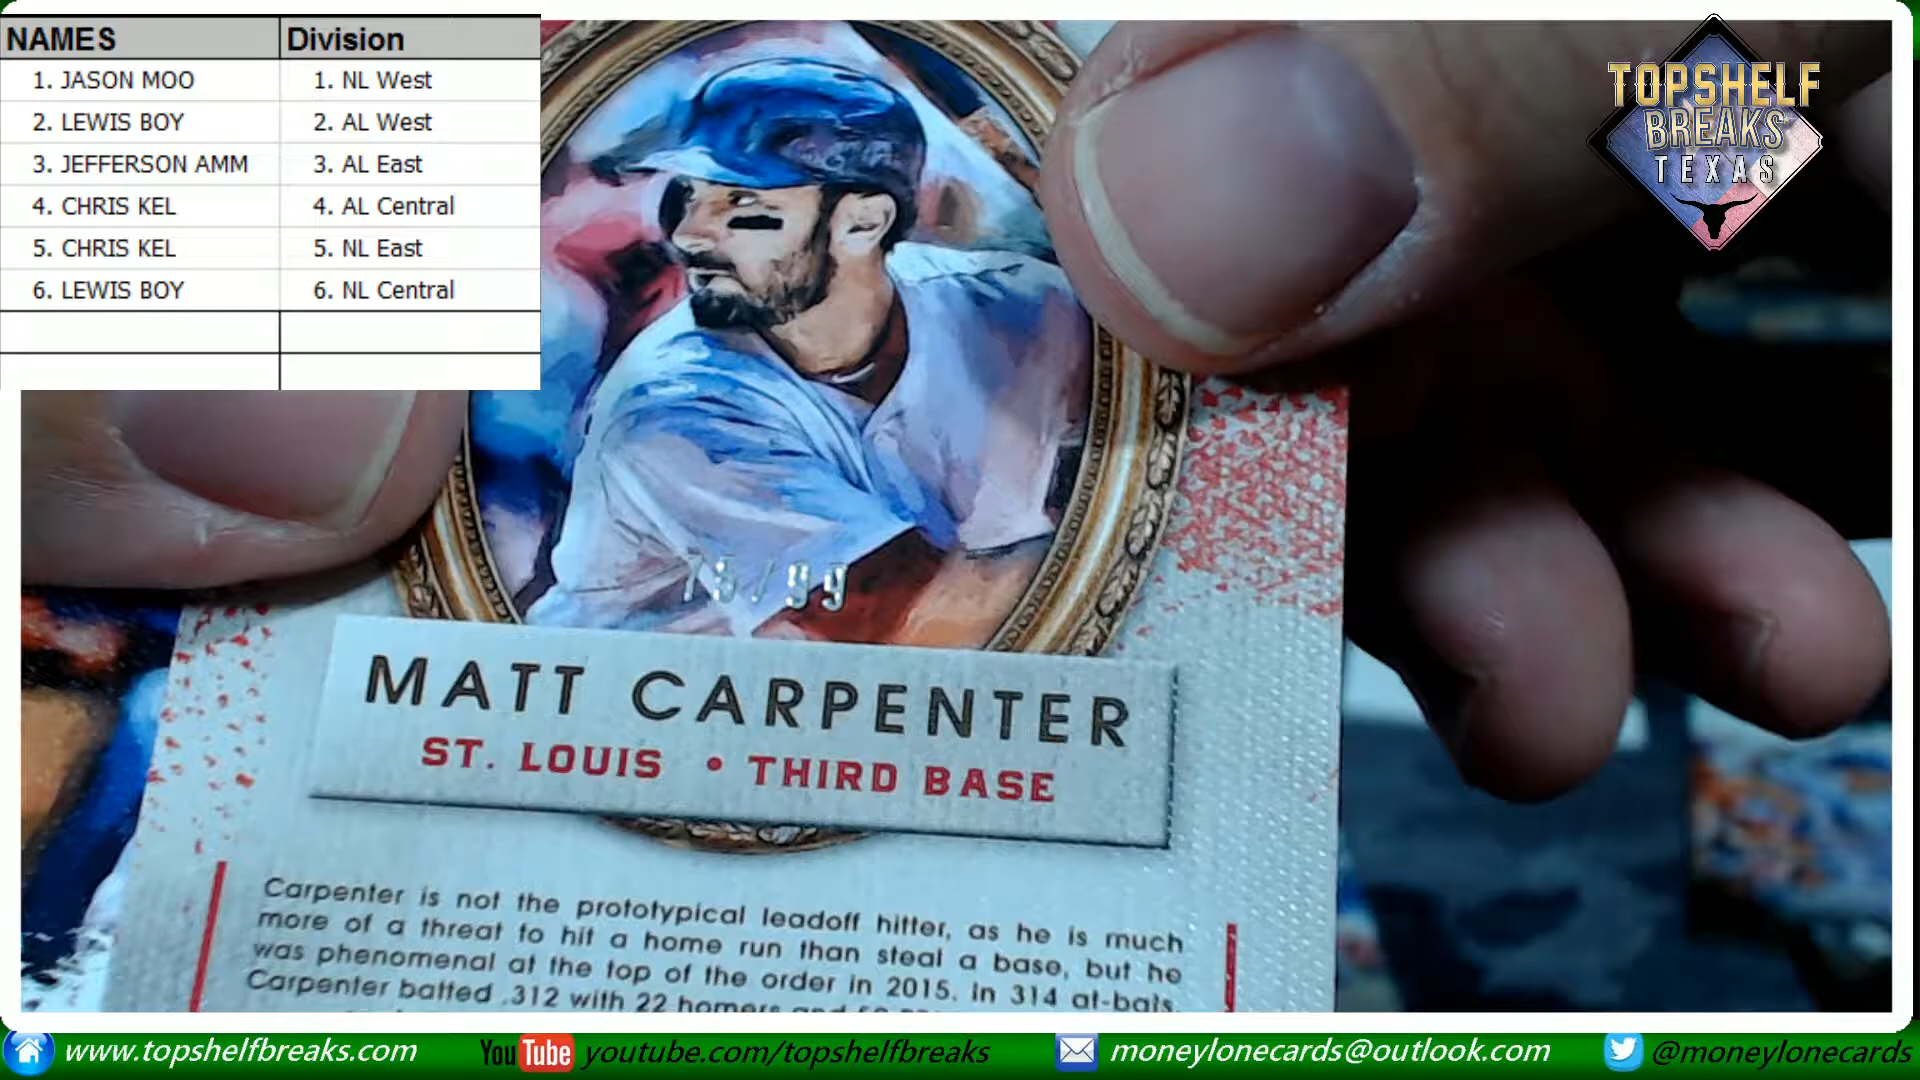 NAMES Division
1. JASON MOO 1. NL West
2. LEWIS BOY 2. AL West
3. JEFFERSON AMM 3. AL East
4. CHRIS KEL 4. AL Central
5. CHRIS KEL 5. NL East
6. LEWIS BOY 6. NL Central
TOPSHELF
BREAKS
TEXAS
75/99
MATT CARPENTER
ST. LOUIS • THIRD BASE
Carpenter is not the prototypical leadoff hitter, as he is much
more of a threat to hit a home run than steal a base, but he
was phenomenal at the top of the order in 2015. In 314 at-bats,
Carpenter batted .312 with 22 homers and
www.topshelfbreaks.com
YouTube youtube.com/topshelfbreaks
moneylonecards@outlook.com
@moneylonecards